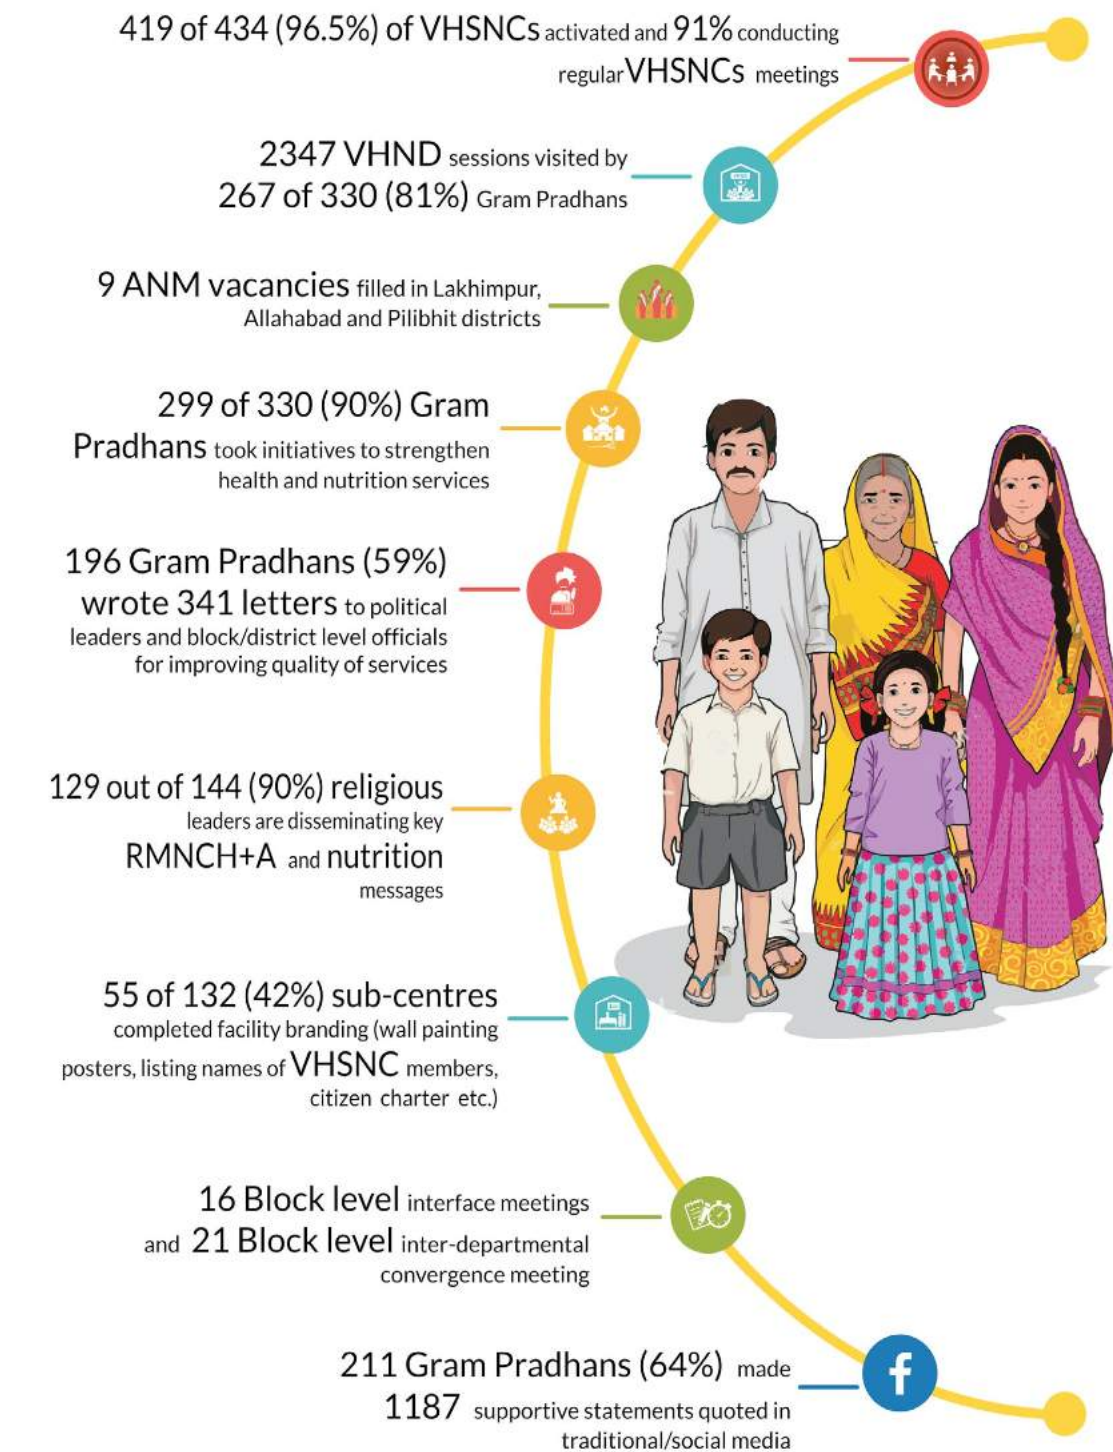 419 of 434 (96.5%) of VHSNCs activated and 91% conducting
regular VHSNCs meetings
2347 VHND sessions visited by
267 of 330 (81%) Gram Pradhans
9 ANM vacancies filled in Lakhimpur,
Allahabad and Pilibhit districts
299 of 330 (90%) Gram
Pradhans took initiatives to strengthen
health and nutrition services
196 Gram Pradhans (59%)
wrote 341 letters to political
leaders and block/district level officials
for improving quality of services
129 out of 144 (90%) religious
leaders are disseminating key
RMNCH+A and nutrition
messages
55 of 132 (42%) sub-centres
completed facility branding (wall painting
posters, listing names of VHSNC members,
citizen charter etc.)
16 Block level interface meetings
and 21 Block level inter-departmental
convergence meeting
211 Gram Pradhans (64%) made
1187 supportive statements quoted in
traditional/social media